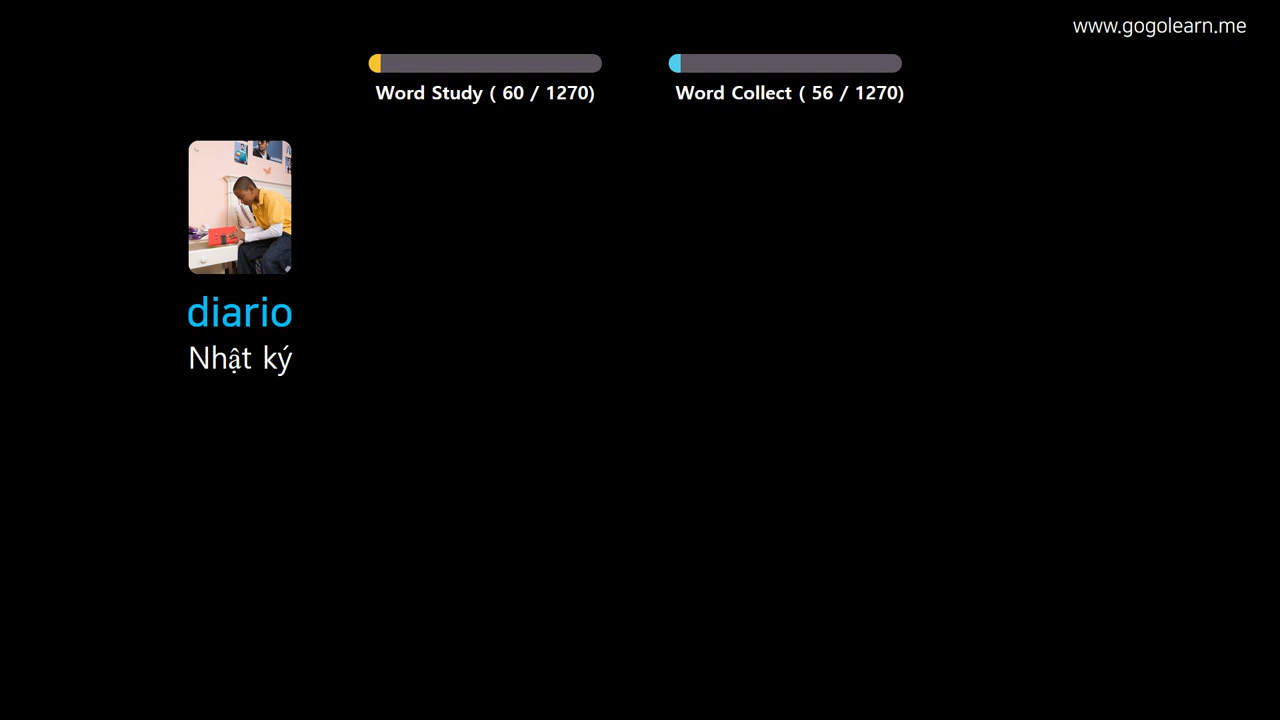 www.gogolearn.me
Word Study ( 60 / 1270)
Word Collect ( 56 / 1270)
diario
Nhật ký